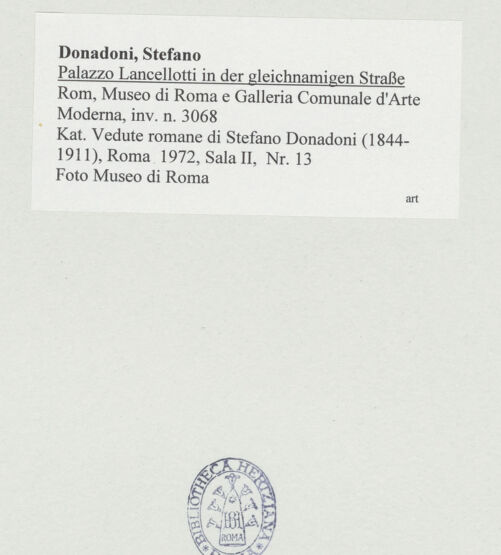 Donadoni, Stefano
Palazzo Lancellotti in der gleichnamigen Straße
Rom, Museo di Roma e Galleria Comunale d'Arte
Moderna, inv. n. 3068
Kat. Vedute romane di Stefano Donadoni (1844-
1911), Roma 1972, Sala II, Nr. 13
Foto Museo di Roma
art
BIBLIOTHECA HERTZIANA
ROMA